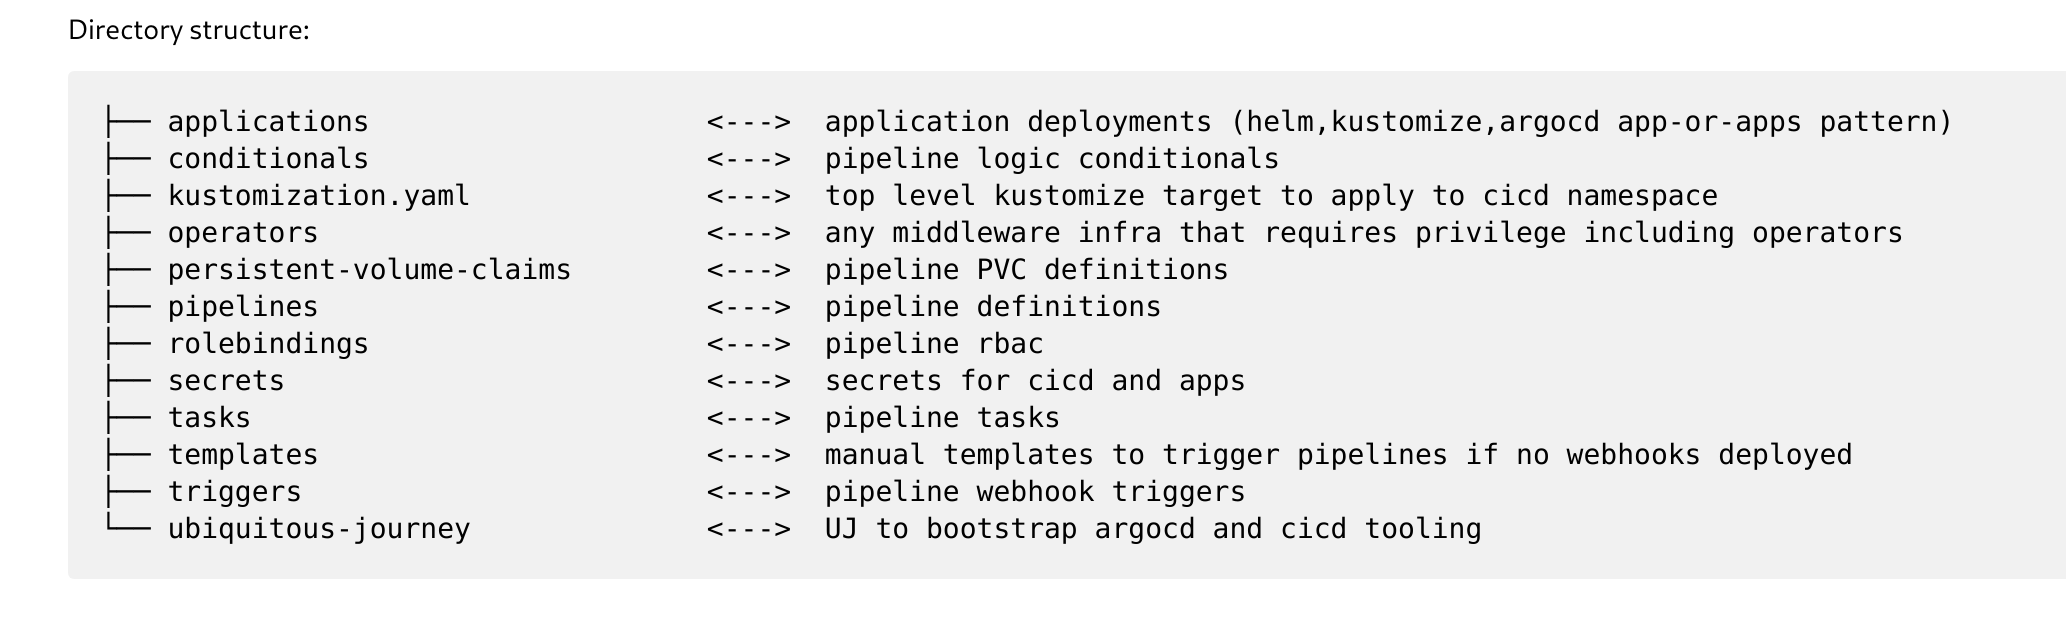 Directory structure:
├── applications                    <--->  application deployments (helm,kustomize,argocd app-or-apps pattern)
├── conditionals                    <--->  pipeline logic conditionals
├── kustomization.yaml              <--->  top level kustomize target to apply to cicd namespace
├── operators                       <--->  any middleware infra that requires privilege including operators
├── persistent-volume-claims        <--->  pipeline PVC definitions
├── pipelines                       <--->  pipeline definitions
├── rolebindings                    <--->  pipeline rbac
├── secrets                         <--->  secrets for cicd and apps
├── tasks                           <--->  pipeline tasks
├── templates                       <--->  manual templates to trigger pipelines if no webhooks deployed
├── triggers                        <--->  pipeline webhook triggers
└── ubiquitous-journey              <--->  UJ to bootstrap argocd and cicd tooling